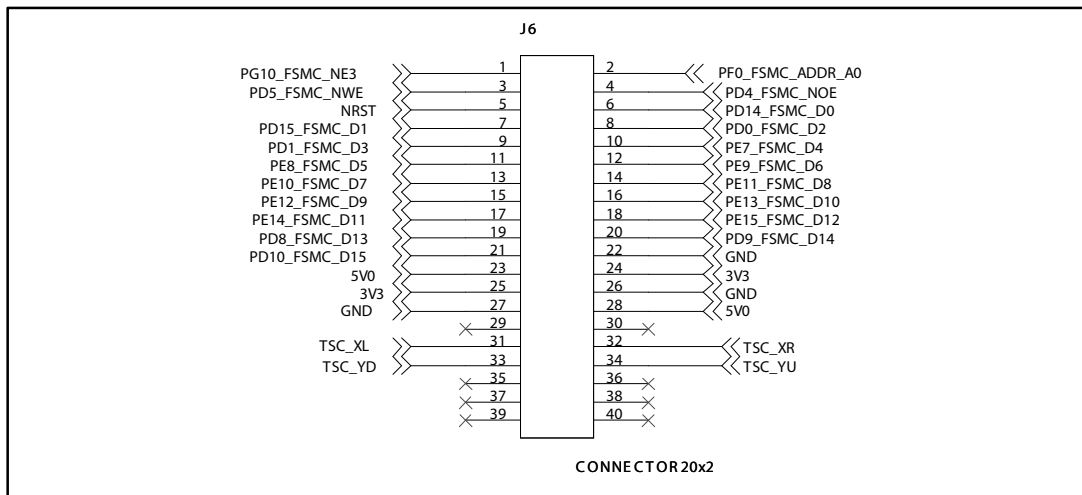 J6
PG10_FSMC_NE3 1 2 PF0_FSMC_ADDR_A0
PD5_FSMC_NWE 3 4 PD4_FSMC_NOE
NRST 5 6 PD14_FSMC_D0
PD15_FSMC_D1 7 8 PD0_FSMC_D2
PD1_FSMC_D3 9 10 PE7_FSMC_D4
PE8_FSMC_D5 11 12 PE9_FSMC_D6
PE10_FSMC_D7 13 14 PE11_FSMC_D8
PE12_FSMC_D9 15 16 PE13_FSMC_D10
PE14_FSMC_D11 17 18 PE15_FSMC_D12
PD8_FSMC_D13 19 20 PD9_FSMC_D14
PD10_FSMC_D15 21 22 GND
5V0 23 24 3V3
3V3 25 26 GND
GND 27 28 5V0
29 30
TSC_XL 31 32 TSC_XR
TSC_YD 33 34 TSC_YU
35 36
37 38
39 40
CONNECTOR 20x2